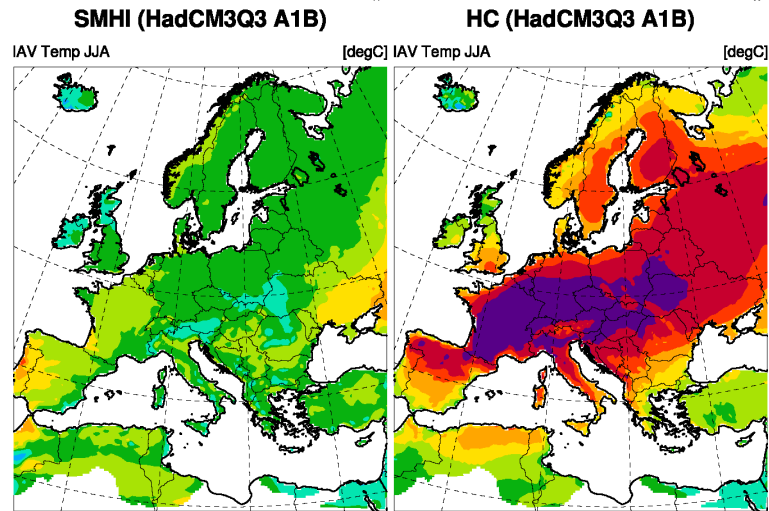 SMHI (HadCM3Q3 A1B)
IAV Temp JJA [degC]
HC (HadCM3Q3 A1B)
IAV Temp JJA [degC]